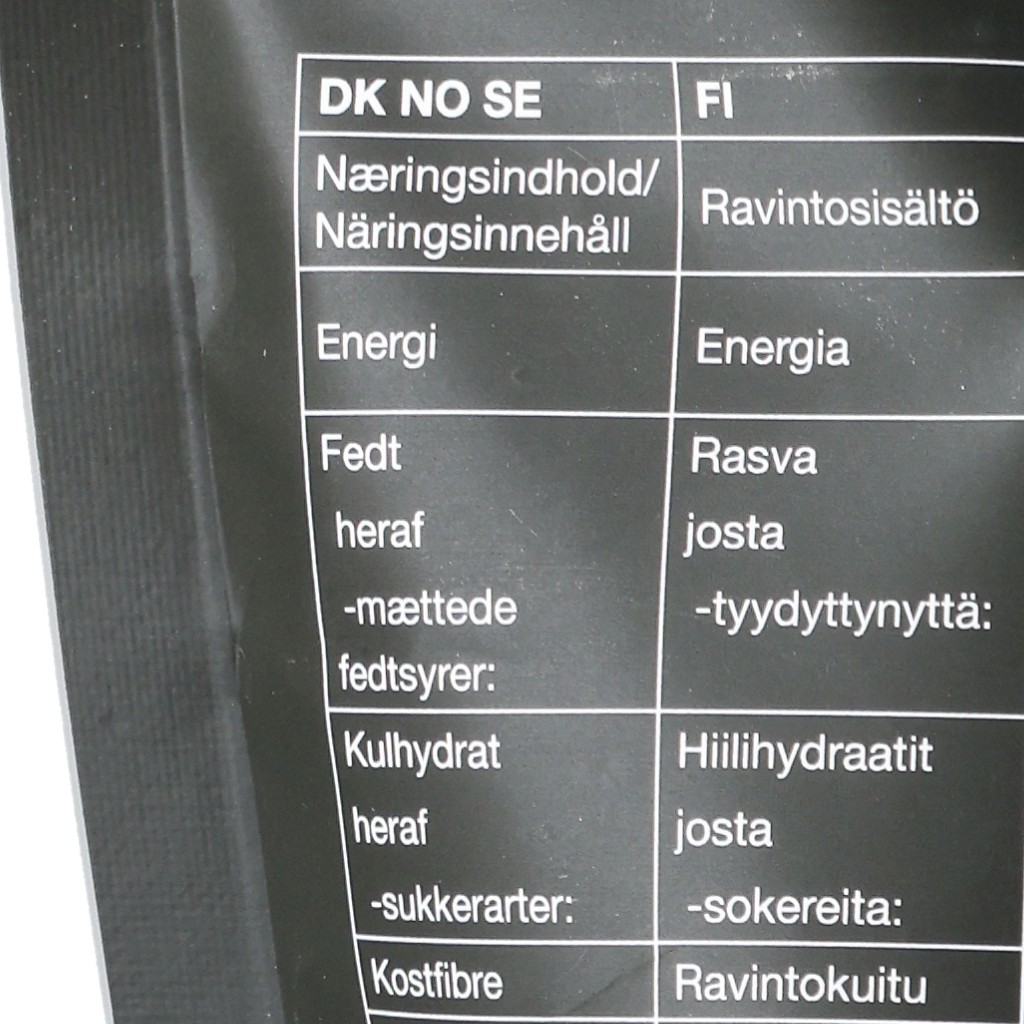 DK NO SE FI
Næringsindhold/
Näringsinnehåll
Ravintosisältö
Energi Energia
Fedt Rasva
heraf josta
-mættede -tyydyttynyttä:
fedtsyrer:
Kulhydrat Hiilihydraatit
heraf josta
-sukkerarter: -sokereita:
Kostfibre Ravintokuitu